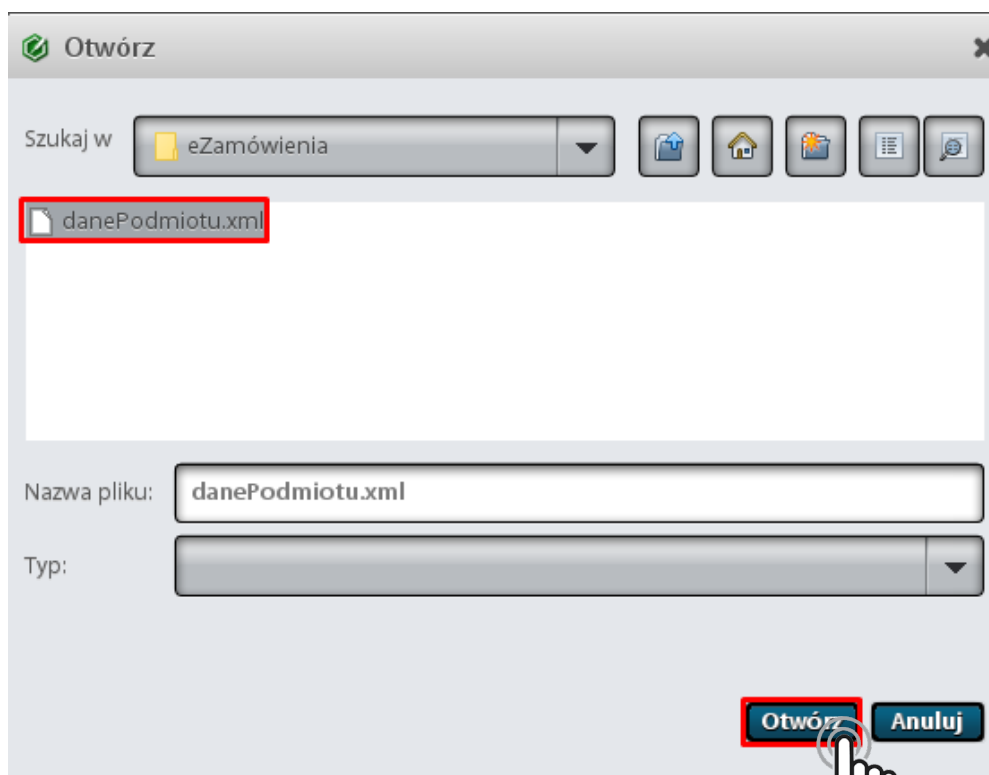 Otwórz
Szukaj w eZamówienia
danePodmiotu.xml
Nazwa pliku: danePodmiotu.xml
Typ:
Otwórz Anuluj